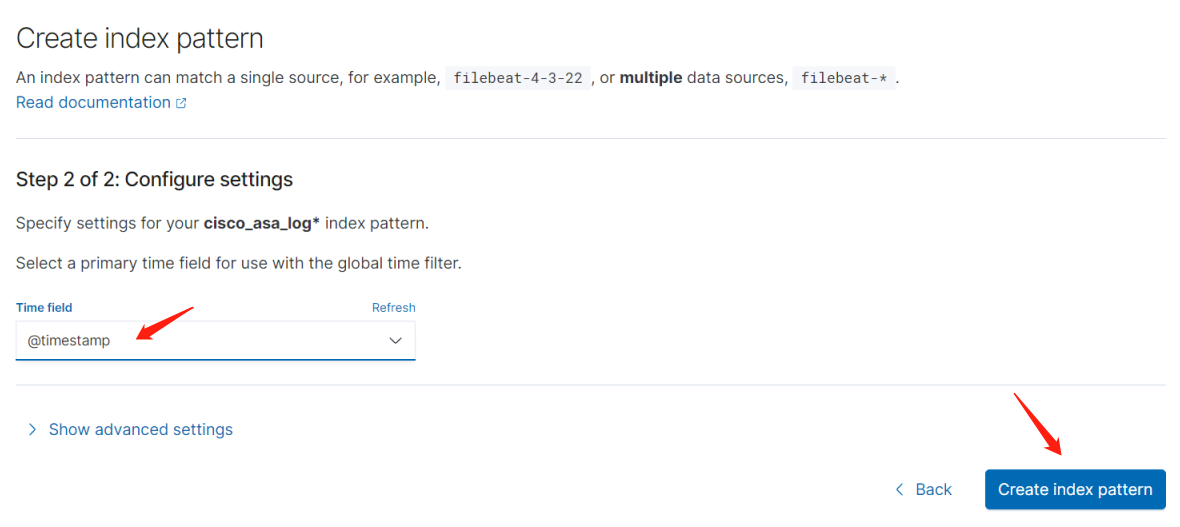 Create index pattern
An index pattern can match a single source, for example, filebeat-4-3-22 , or multiple data sources, filebeat-* .
Read documentation
Step 2 of 2: Configure settings
Specify settings for your cisco_asa_log* index pattern.
Select a primary time field for use with the global time filter.
Time field Refresh
@timestamp
Show advanced settings
Back Create index pattern